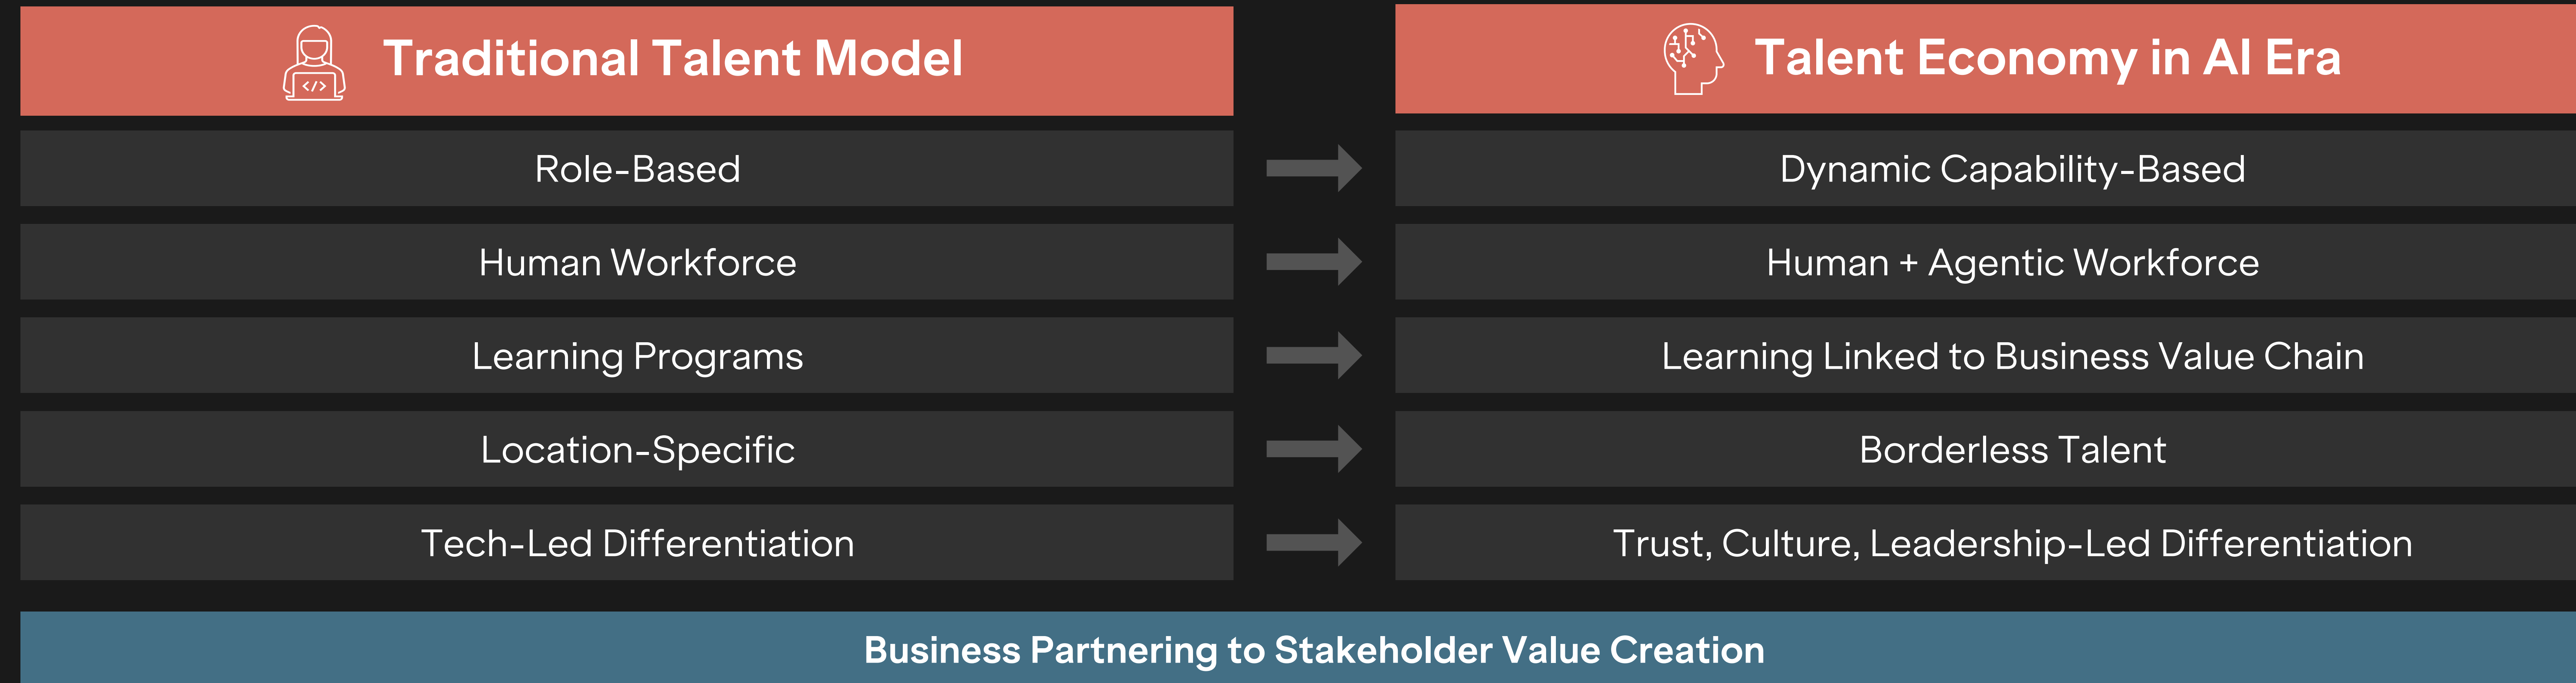 Traditional Talent Model
Talent Economy in AI Era
Role-Based
Dynamic Capability-Based
Human Workforce
Human + Agentic Workforce
Learning Programs
Learning Linked to Business Value Chain
Location-Specific
Borderless Talent
Tech-Led Differentiation
Trust, Culture, Leadership-Led Differentiation
Business Partnering to Stakeholder Value Creation